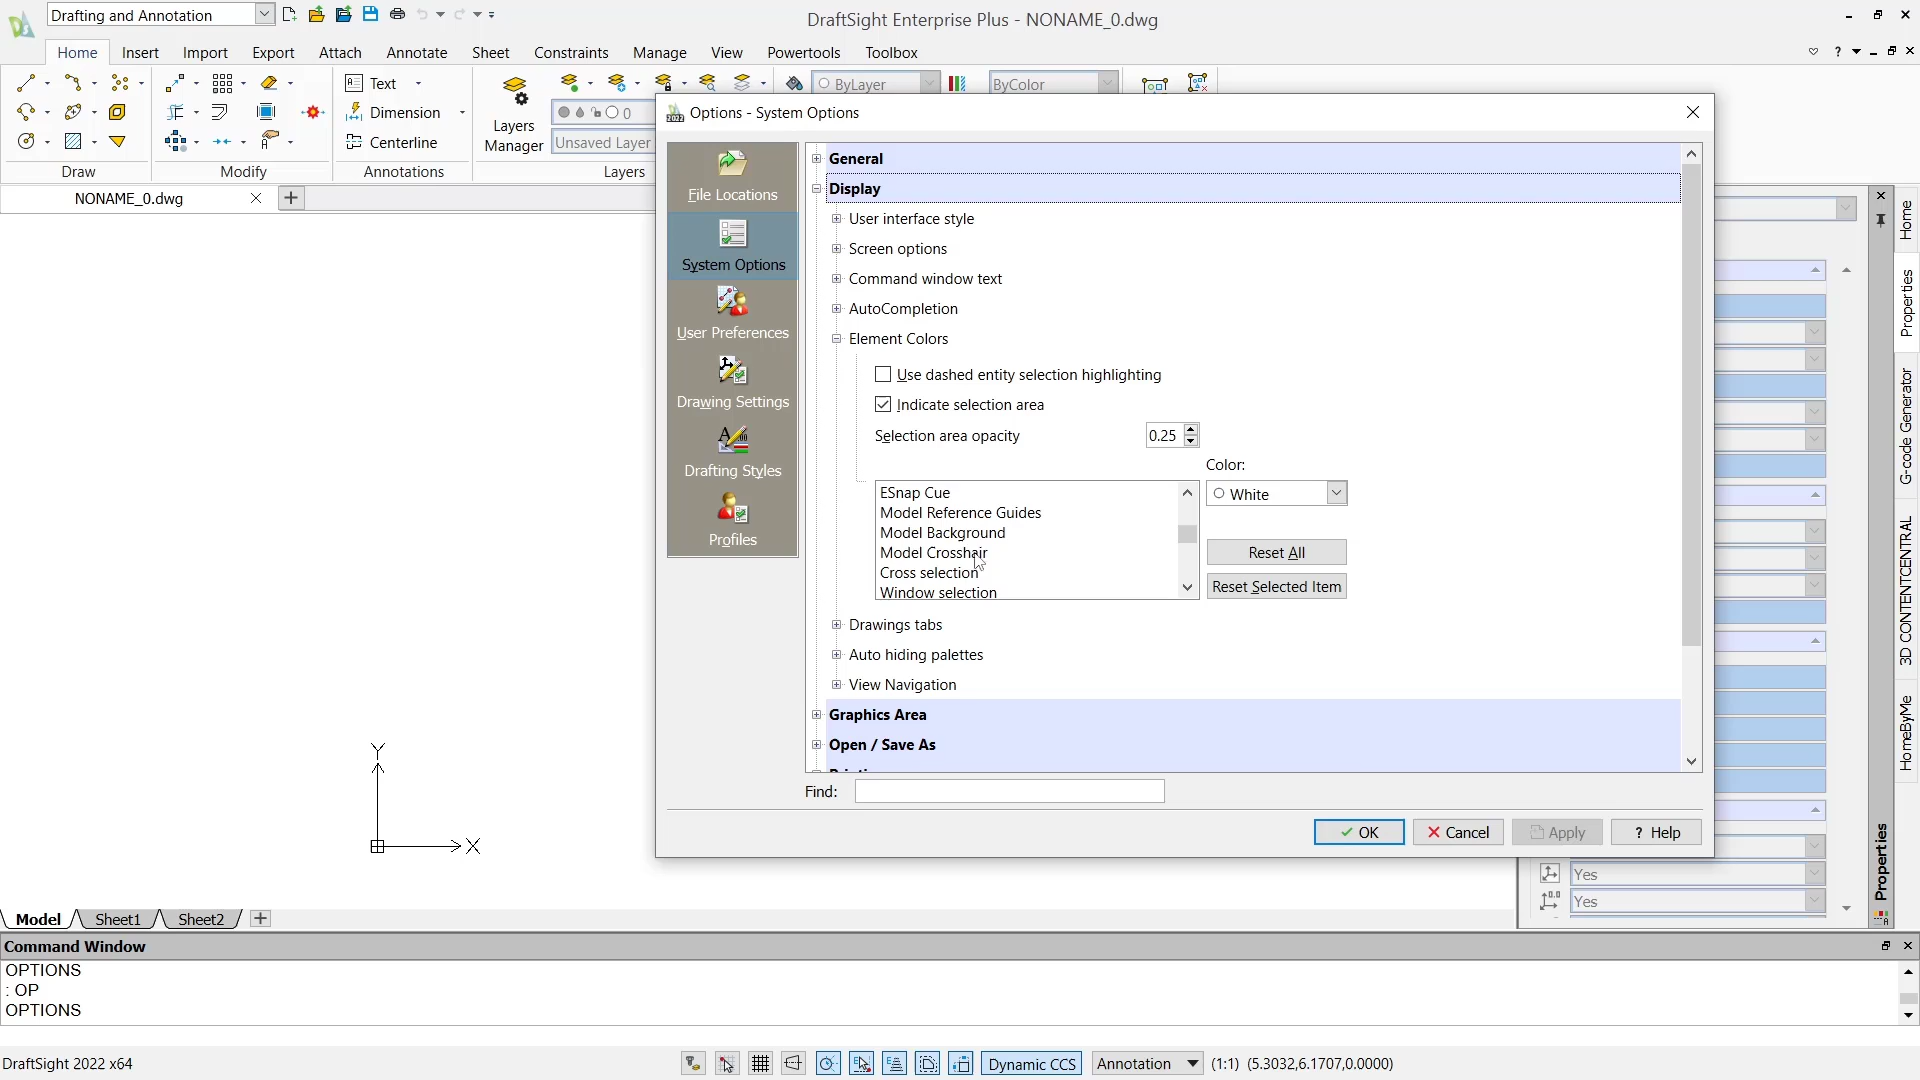 Drafting and Annotation
DraftSight Enterprise Plus - NONAME_0.dwg
Home
Insert
Import
Export
Attach
Annotate
Sheet
Constraints
Manage
View
Powertools
Toolbox
?
Text
Dimension
Centerline
Layers
Manager
0
Unsaved Layer
ByLayer
ByColor
Draw
Modify
Annotations
Layers
NONAME_0.dwg
Options - System Options
File Locations
System Options
User Preferences
Drawing Settings
Drafting Styles
Profiles
General
Display
User interface style
Screen options
Command window text
AutoCompletion
Element Colors
Use dashed entity selection highlighting
Indicate selection area
Selection area opacity
0.25
Color:
White
ESnap Cue
Model Reference Guides
Model Background
Model Crosshair
Cross selection
Window selection
Reset All
Reset Selected Item
Drawings tabs
Auto hiding palettes
View Navigation
Graphics Area
Open / Save As
Find:
OK
Cancel
Apply
? Help
Home
Properties
G-code Generator
3D CONTENTCENTRAL
HomeByMe
Properties
Yes
Yes
Y
X
Model
Sheet1
Sheet2
Command Window
OPTIONS
: OP
OPTIONS
DraftSight 2022 x64
Dynamic CCS
Annotation
(1:1)
(5.3032,6.1707,0.0000)